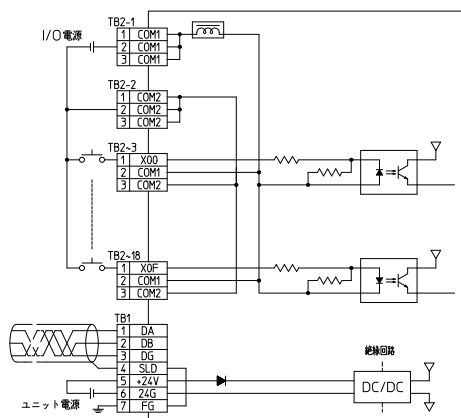 I/O電源
TB2-1
1 COM1
2 COM1
3 COM1
TB2-2
1 COM2
2 COM2
3 COM2
TB2~3
1 X00
2 COM1
3 COM2
TB2~18
1 X0F
2 COM1
3 COM2
TB1
1 DA
2 DB
3 DG
4 SLD
5 +24V
6 24G
7 FG
ユニット電源
絶縁回路
DC/DC